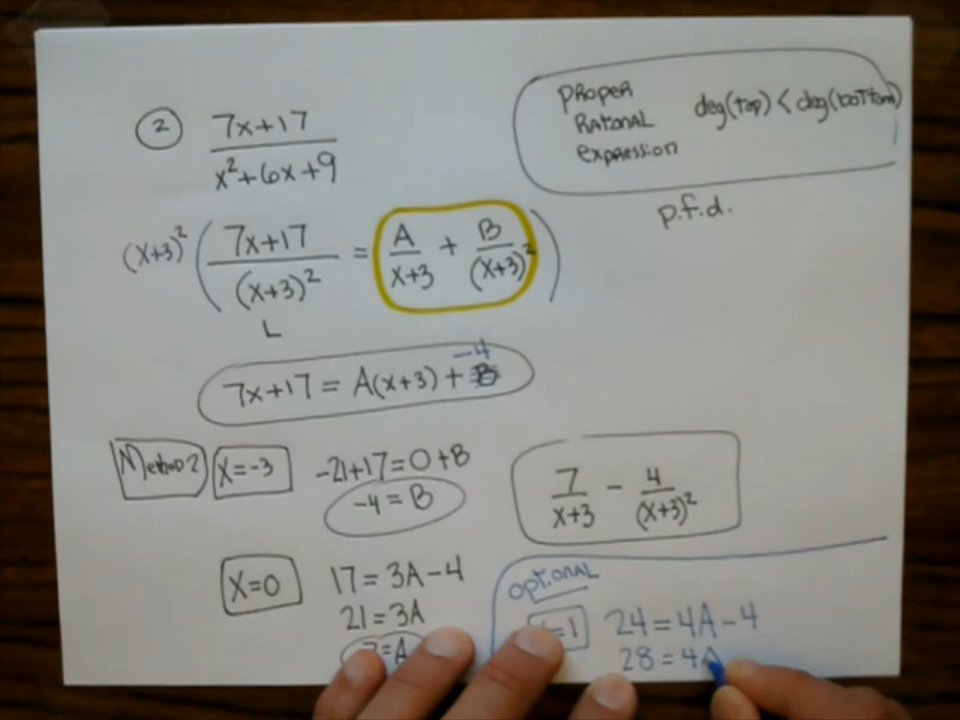 ② (7x+17)/(x²+6x+9)
Proper
Rational deg(top) < deg(bottom)
expression
p.f.d.
(x+3)² ( (7x+17)/(x+3)² = A/(x+3) + B/(x+3)² )
L
-4
7x+17 = A(x+3) + B
Method 2 x=-3 -21+17=0+B
-4=B
7/(x+3) - 4/(x+3)²
x=0 17=3A-4
21=3A
=A
optional
=1 24=4A-4
28=4A